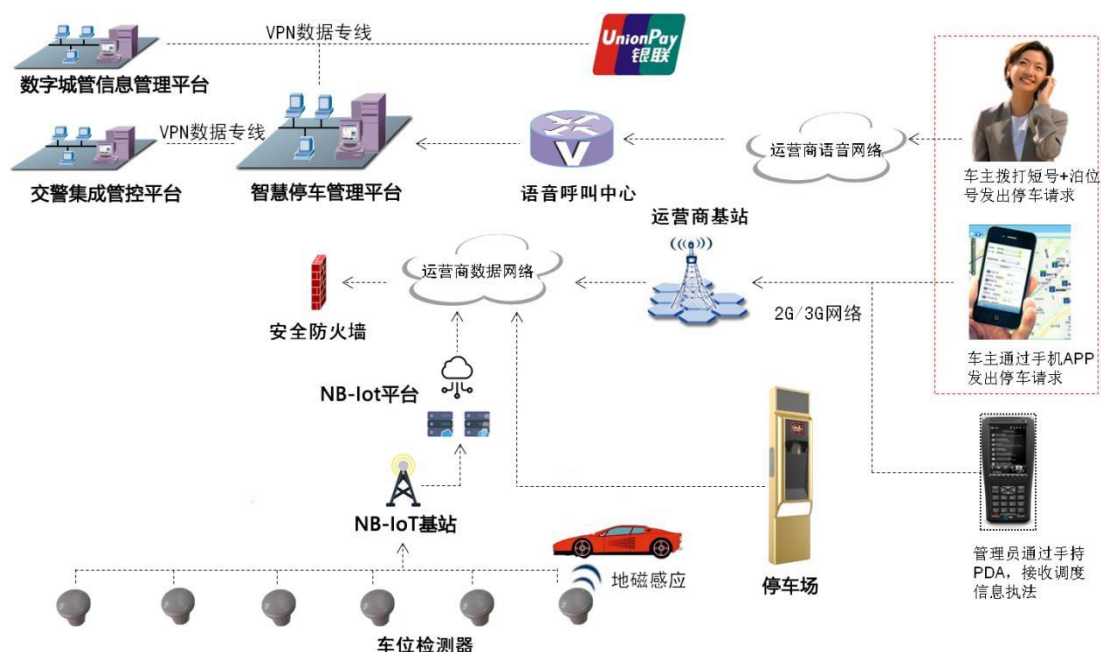 VPN数据专线
UnionPay
银联
数字城管信息管理平台
VPN数据专线
交警集成管控平台
智慧停车管理平台
V
语音呼叫中心
运营商语音网络
车主拨打短号+泊位
号发出停车请求
运营商基站
运营商数据网络
2G/3G网络
安全防火墙
车主通过手机APP
发出停车请求
NB-Iot平台
NB-IoT基站
地磁感应
停车场
管理员通过手持
PDA，接收调度
信息执法
车位检测器